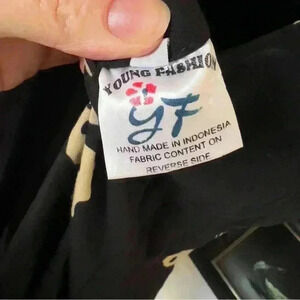 YOUNG FASHION
YF
HAND MADE IN INDONESIA
FABRIC CONTENT ON
REVERSE SIDE